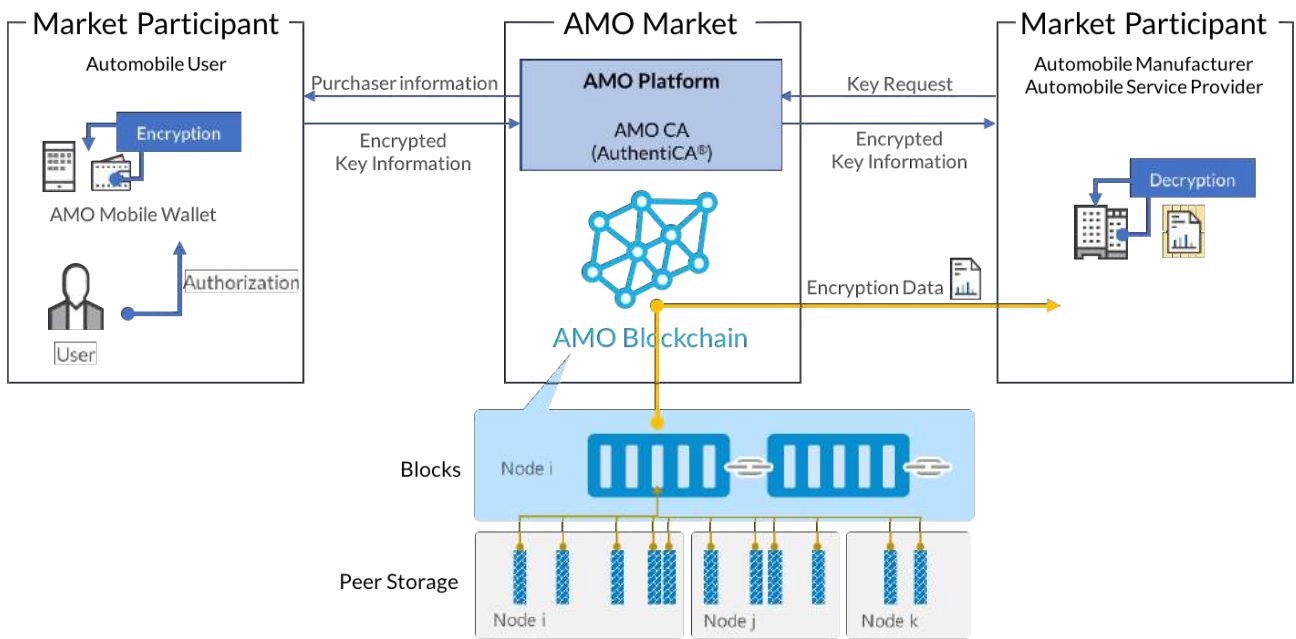 Market Participant
Automobile User
Encryption
AMO Mobile Wallet
Authorization
User
Purchaser information
Encrypted
Key Information
AMO Market
AMO Platform
AMO CA
(AuthentiCA®)
AMO Blockchain
Key Request
Encrypted
Key Information
Encryption Data
Market Participant
Automobile Manufacturer
Automobile Service Provider
Decryption
Blocks
Node i
Peer Storage
Node i
Node j
Node k